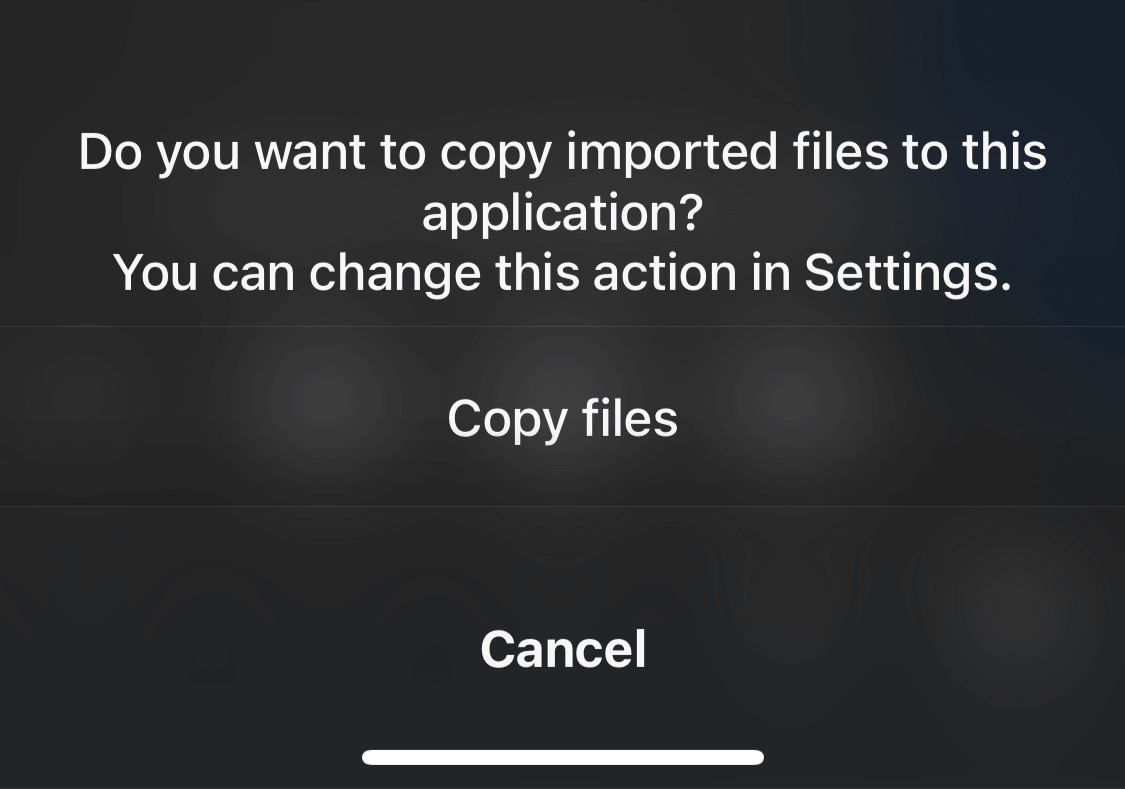 Do you want to copy imported files to this
application?
You can change this action in Settings.
Copy files
Cancel